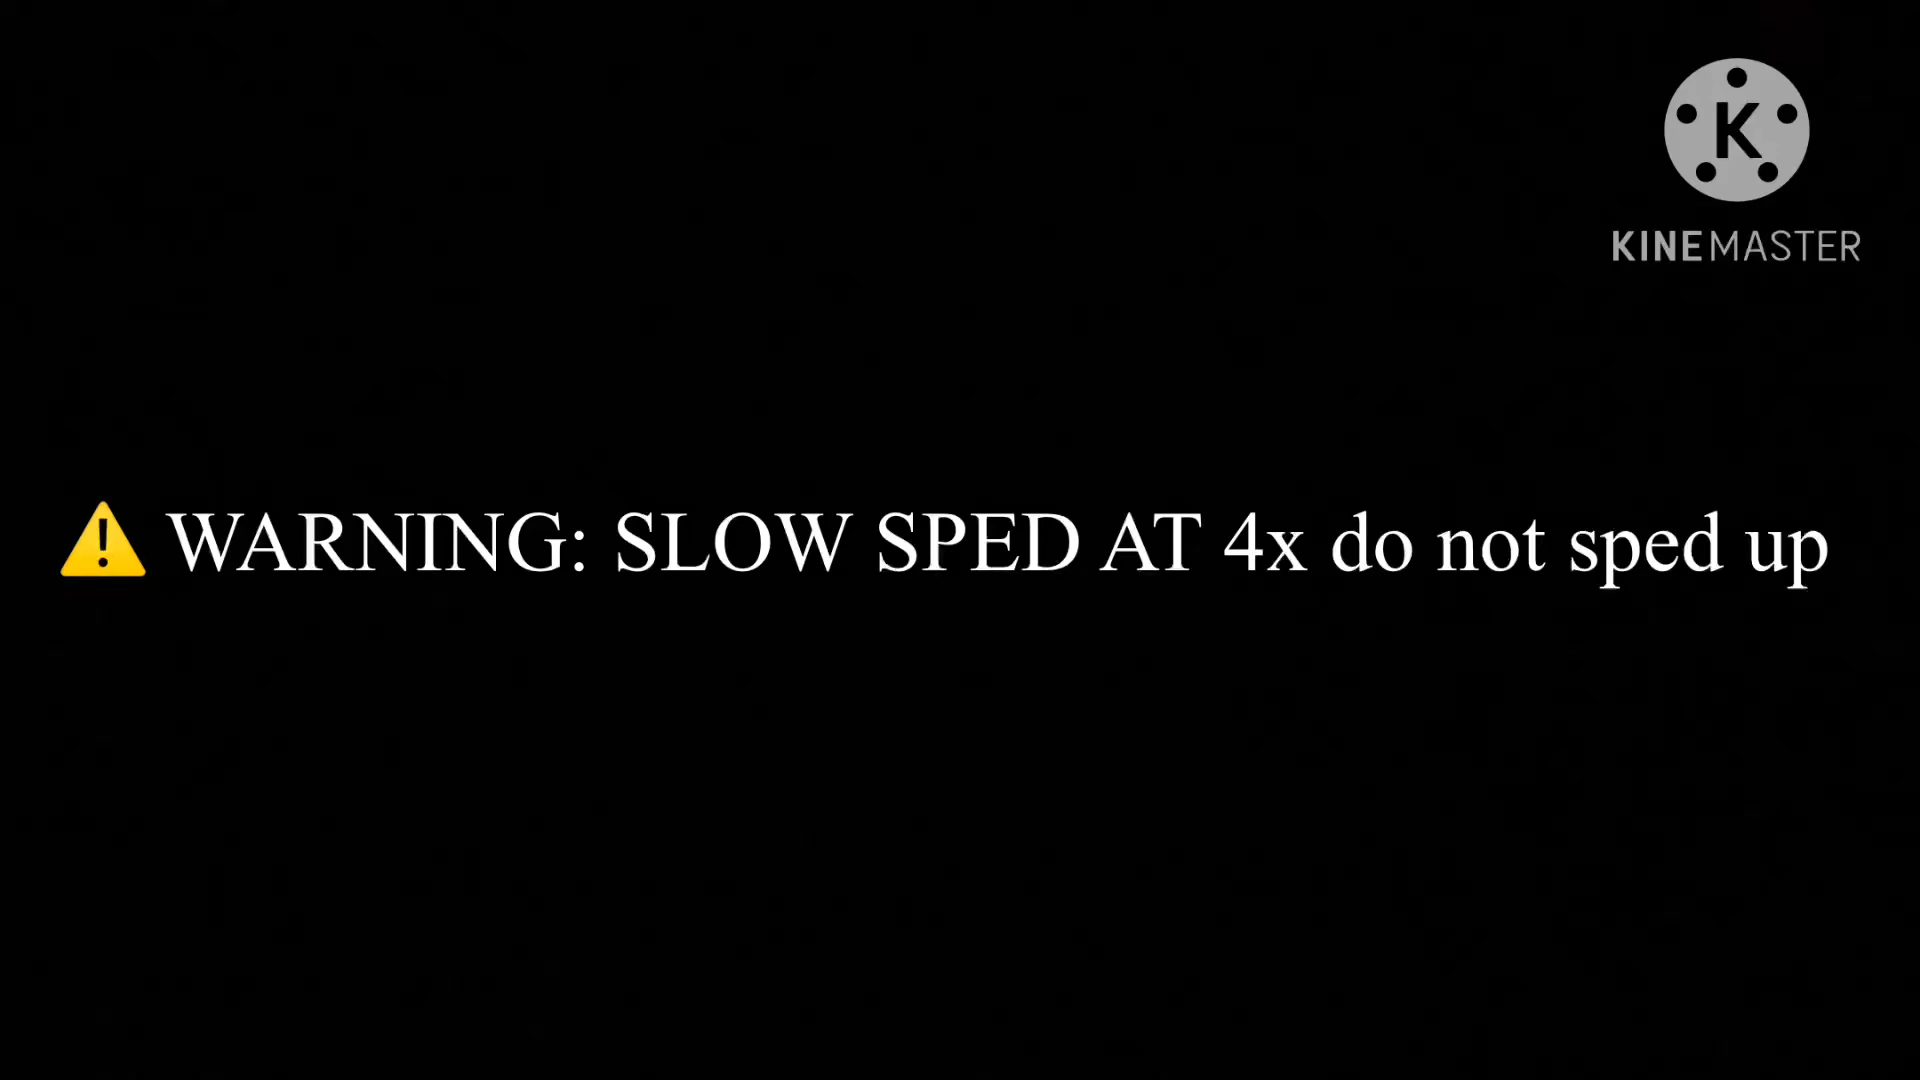 K
KINEMASTER
⚠️ WARNING: SLOW SPED AT 4x do not sped up